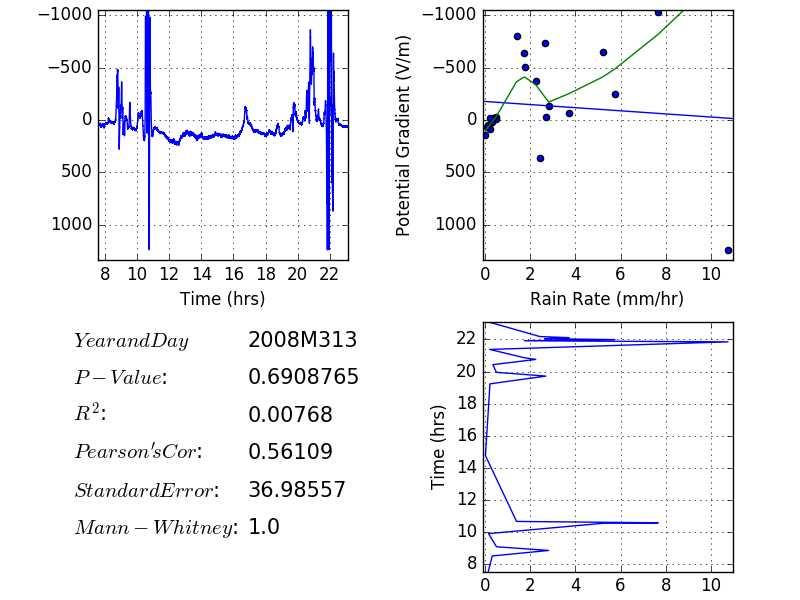 −1000
−500
0
500
1000
8 10 12 14 16 18 20 22
Time (hrs)
Potential Gradient (V/m)
−1000
−500
0
500
1000
0 2 4 6 8 10
Rain Rate (mm/hr)
YearandDay 2008M313
P−Value: 0.6908765
R²: 0.00768
Pearson'sCor: 0.56109
StandardError: 36.98557
Mann−Whitney: 1.0
Time (hrs)
22
20
18
16
14
12
10
8
0 2 4 6 8 10